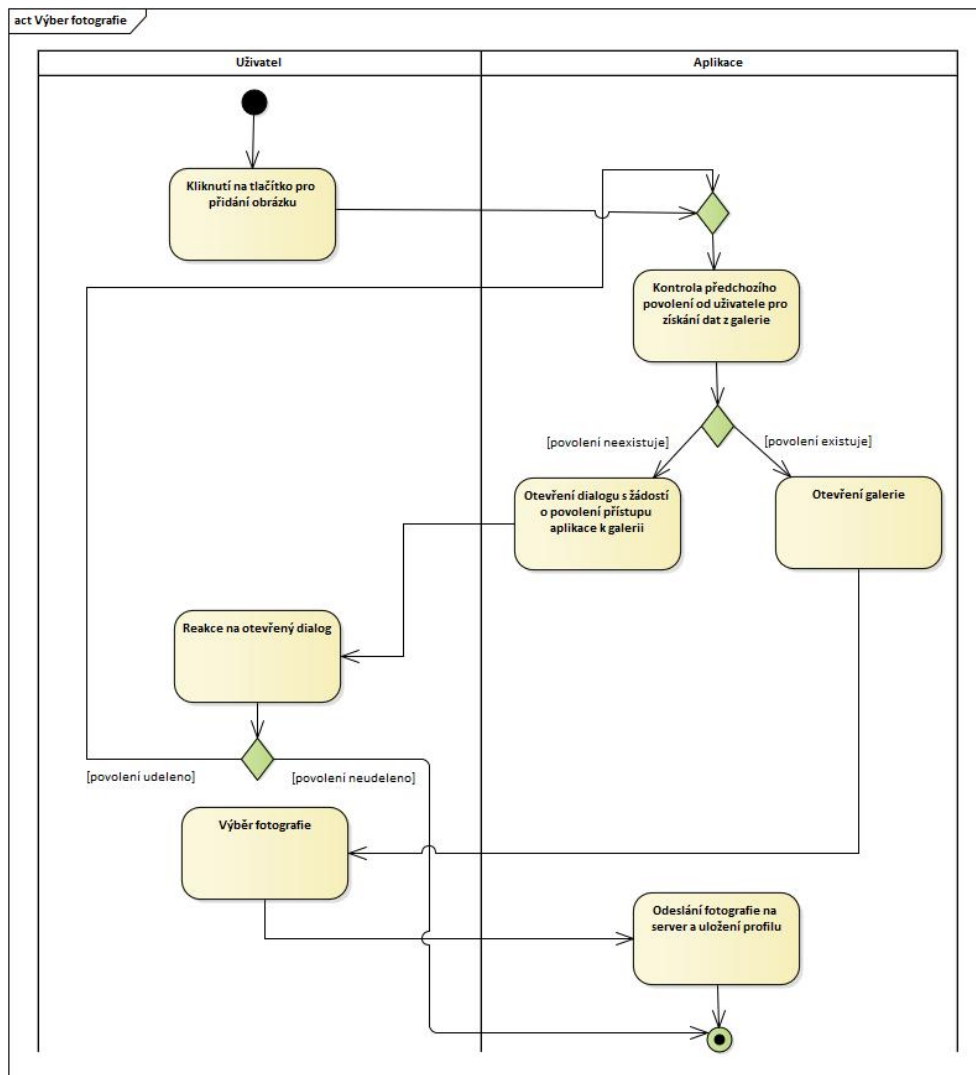 act Výber fotografie
Uživatel
Aplikace
Kliknutí na tlačítko pro
přidání obrázku
Kontrola předchozího
povolení od uživatele pro
získání dat z galerie
[povolení neexistuje]
[povolení existuje]
Otevření dialogu s žádostí
o povolení přístupu
aplikace k galerii
Otevření galerie
Reakce na otevřený dialog
[povolení udeleno]
[povolení neudeleno]
Výběr fotografie
Odeslání fotografie na
server a uložení profilu